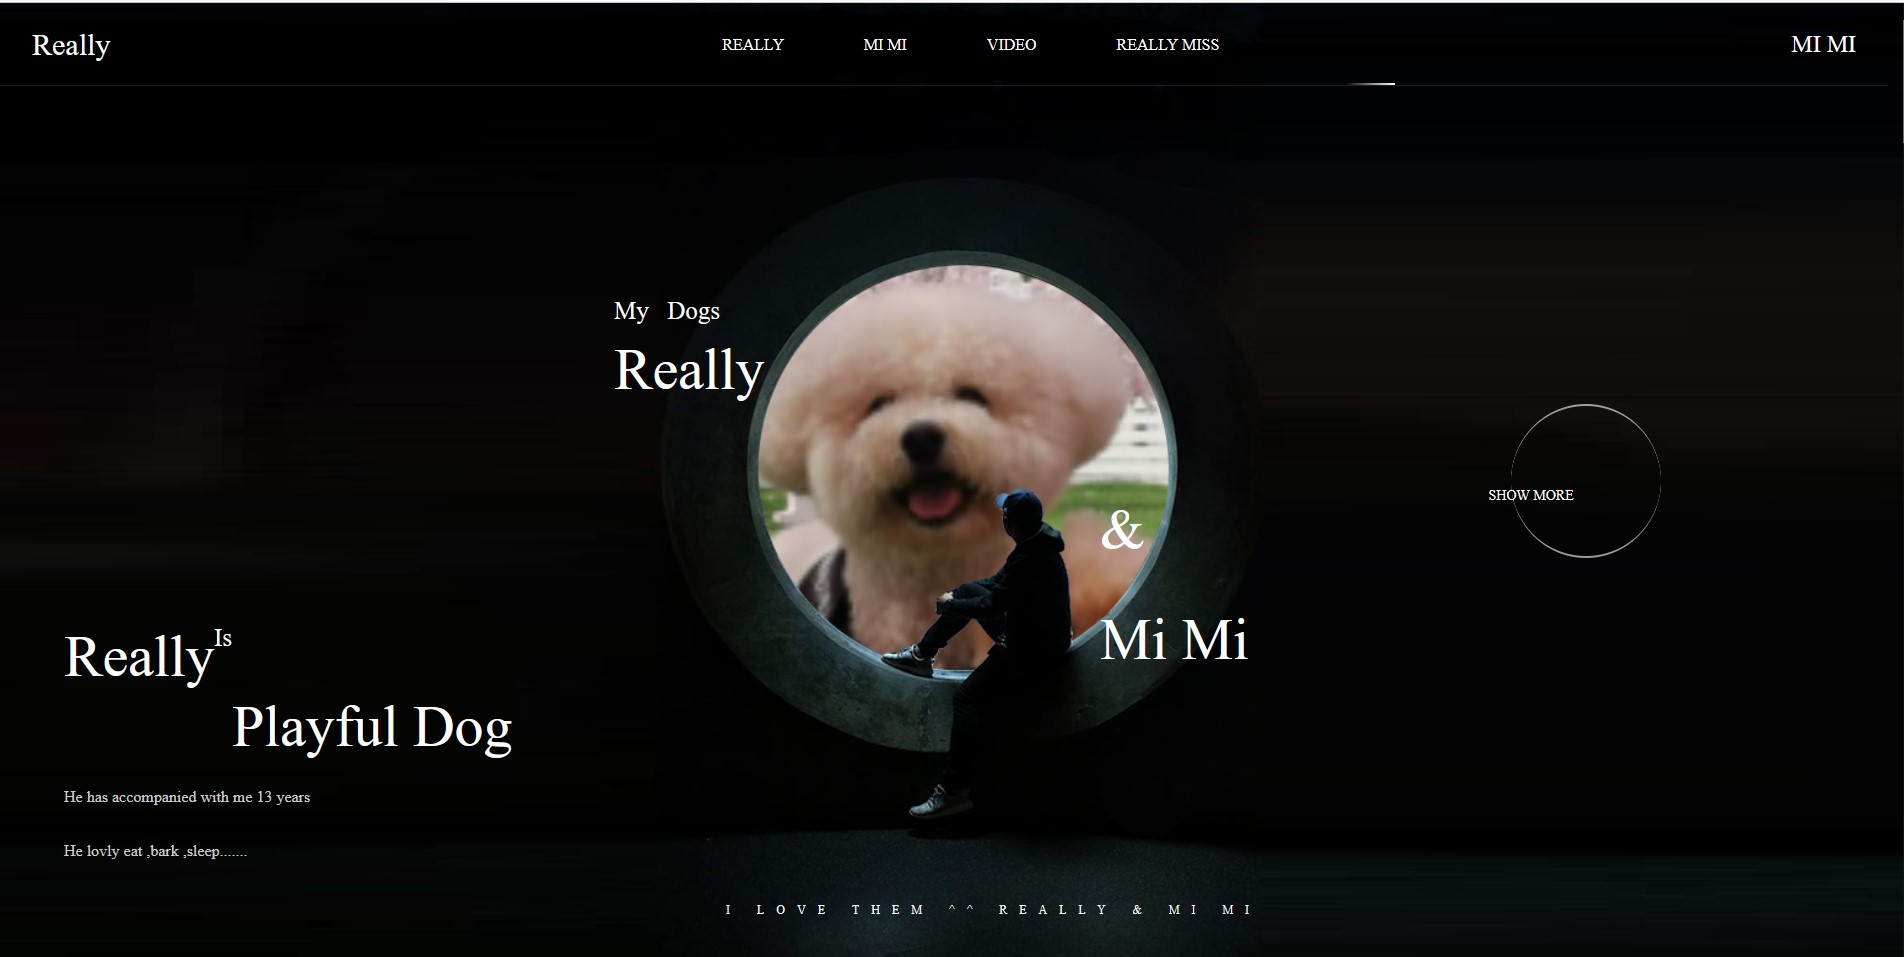 Really
REALLY
MI MI
VIDEO
REALLY MISS
MI MI
My Dogs
Really
&
Mi Mi
SHOW MORE
Really Is
Playful Dog
He has accompanied with me 13 years
He lovly eat ,bark ,sleep.......
I LOVE THEM ^^ REALLY & MI MI